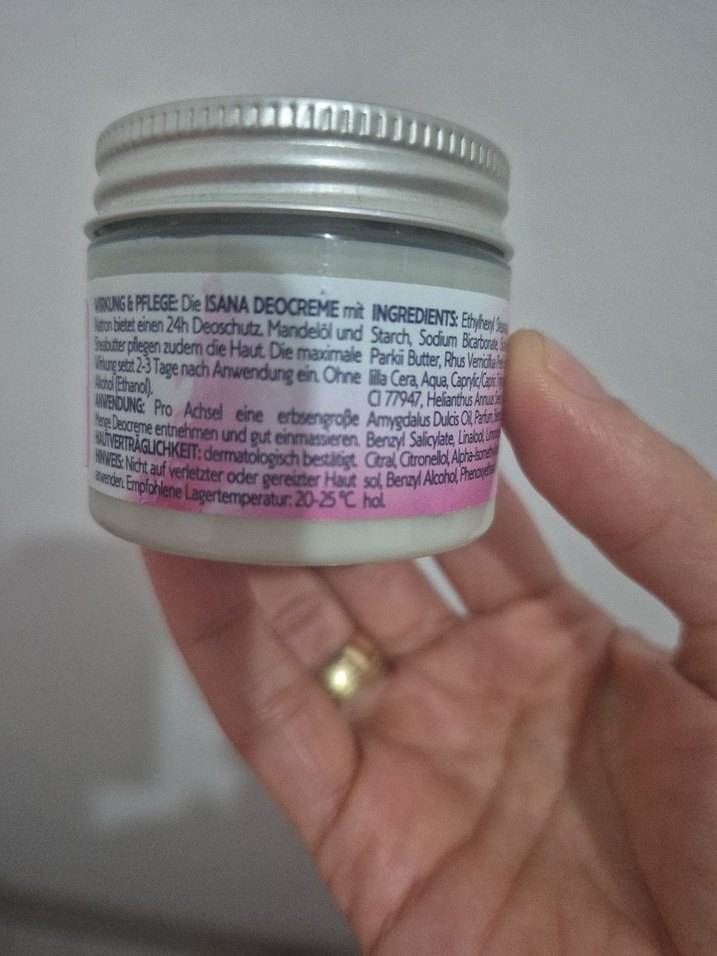 WIRKUNG & PFLEGE: Die ISANA DEOCREME mit
Natron bietet einen 24h Deoschutz. Mandelöl und
Sheabutter pflegen zudem die Haut. Die maximale
Wirkung setzt 2-3 Tage nach Anwendung ein. Ohne
Alkohol (Ethanol).
ANWENDUNG: Pro Achsel eine erbsengroße
Menge Deocreme entnehmen und gut einmassieren.
HAUTVERTRÄGLICHKEIT: dermatologisch bestätigt.
HINWEIS: Nicht auf verletzter oder gereizter Haut
anwenden. Empfohlene Lagertemperatur: 20-25 °C
INGREDIENTS: Ethylhexyl
Starch, Sodium Bicarbonate,
Parkii Butter, Rhus Verniciflua
lilla Cera, Aqua, Caprylic/Capric
CI 77947, Helianthus Annuus
Amygdalus Dulcis Oil, Parfum,
Benzyl Salicylate, Linalool,
Citral, Citronellol,
sol, Benzyl Alcohol,
hol.